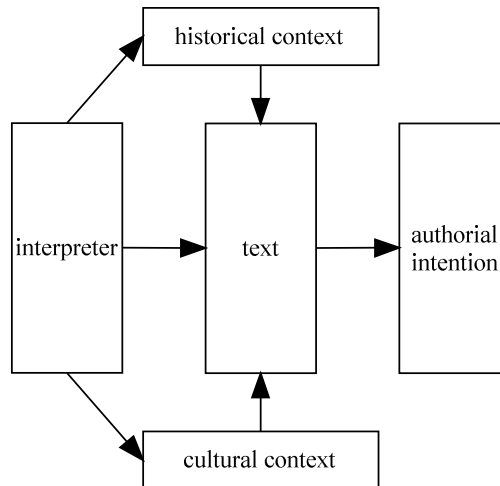 historical context
interpreter
text
authorial
intention
cultural context